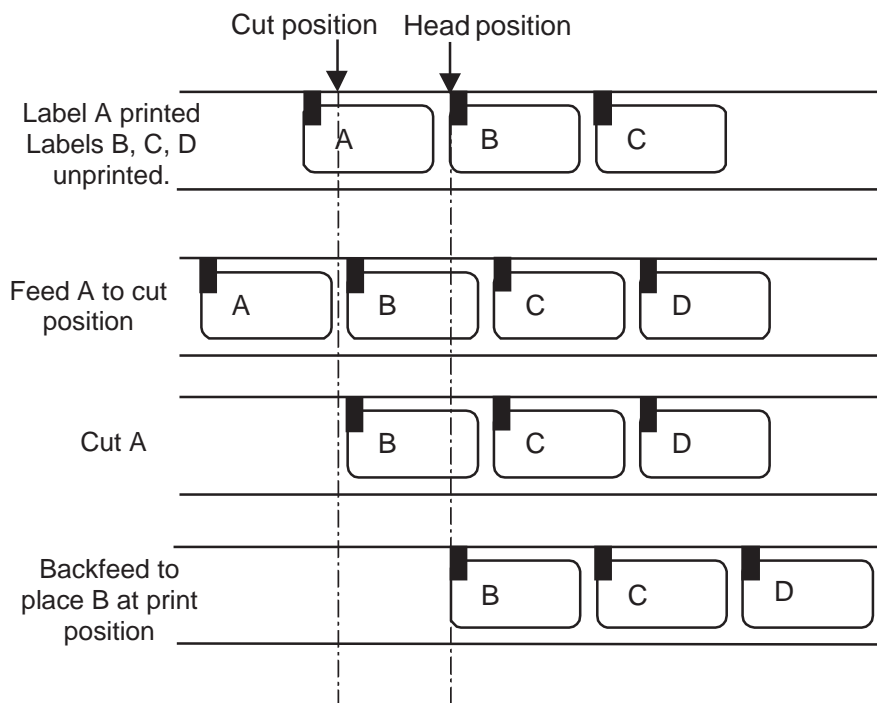 Cut position
Head position
Label A printed
Labels B, C, D
unprinted.
A
B
C
Feed A to cut
position
A
B
C
D
Cut A
B
C
D
Backfeed to
place B at print
position
B
C
D